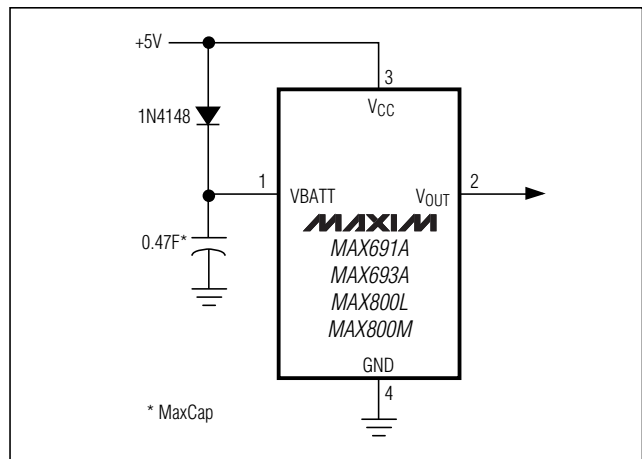 +5V
3
VCC
1N4148
1
VBATT
VOUT
2
MAXIM
0.47F*
MAX691A
MAX693A
MAX800L
MAX800M
GND
4
* MaxCap